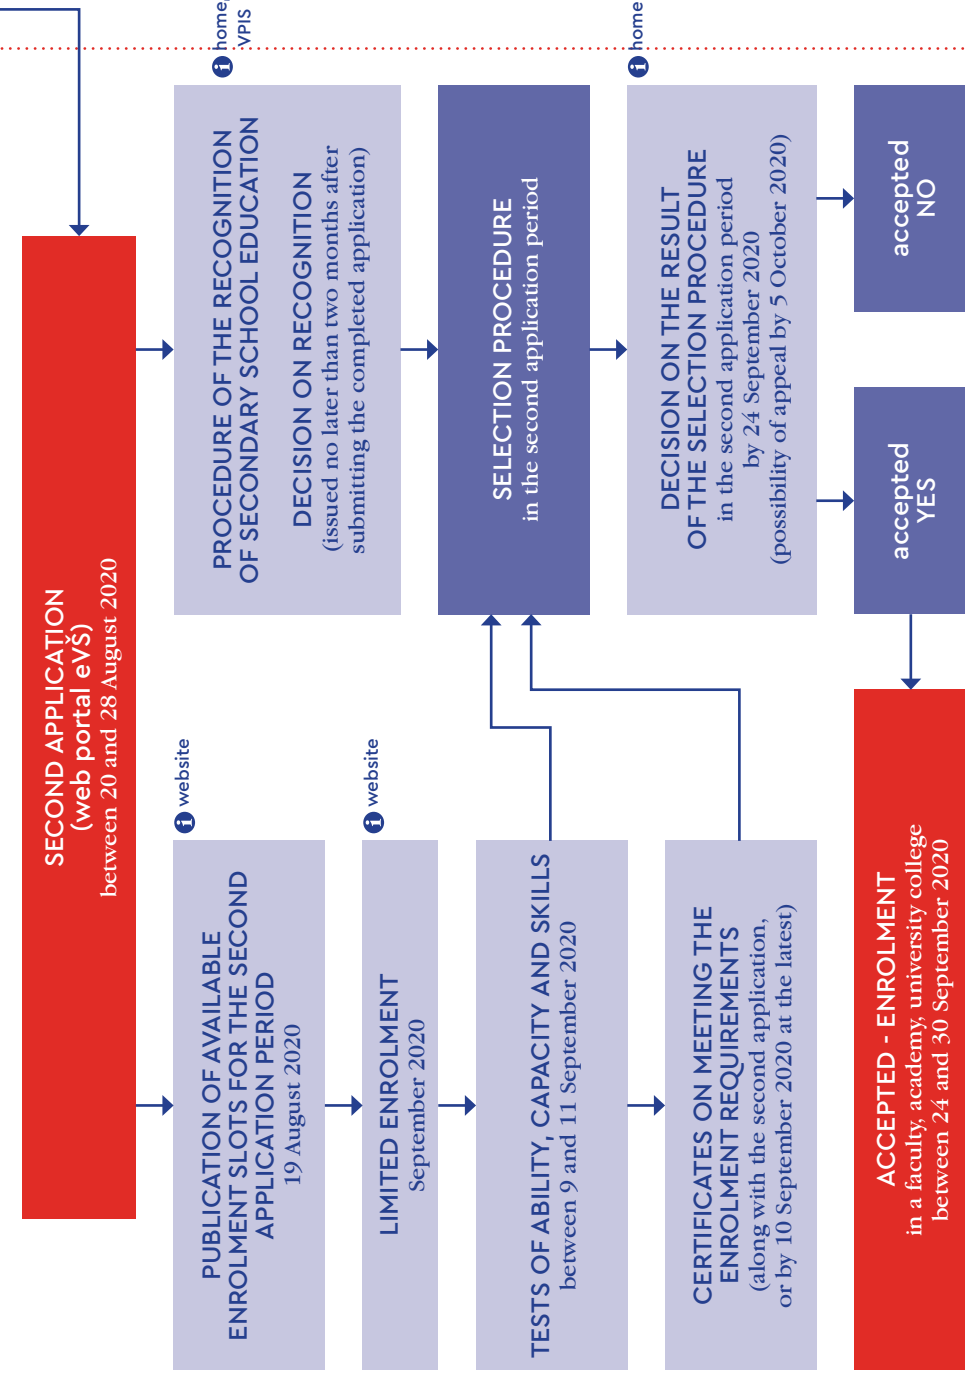 SECOND APPLICATION
(web portal eVŠ)
between 20 and 28 August 2020
website
PUBLICATION OF AVAILABLE
ENROLMENT SLOTS FOR THE SECOND
APPLICATION PERIOD
19 August 2020
website
LIMITED ENROLMENT
September 2020
TESTS OF ABILITY, CAPACITY AND SKILLS
between 9 and 11 September 2020
CERTIFICATES ON MEETING THE
ENROLMENT REQUIREMENTS
(along with the second application,
or by 10 September 2020 at the latest)
VPIS
PROCEDURE OF THE RECOGNITION
OF SECONDARY SCHOOL EDUCATION
DECISION ON RECOGNITION
(issued no later than two months after
submitting the completed application)
SELECTION PROCEDURE
in the second application period
home
DECISION ON THE RESULT
OF THE SELECTION PROCEDURE
in the second application period
by 24 September 2020
(possibility of appeal by 5 October 2020)
accepted
YES
accepted
NO
ACCEPTED - ENROLMENT
in a faculty, academy, university college
between 24 and 30 September 2020